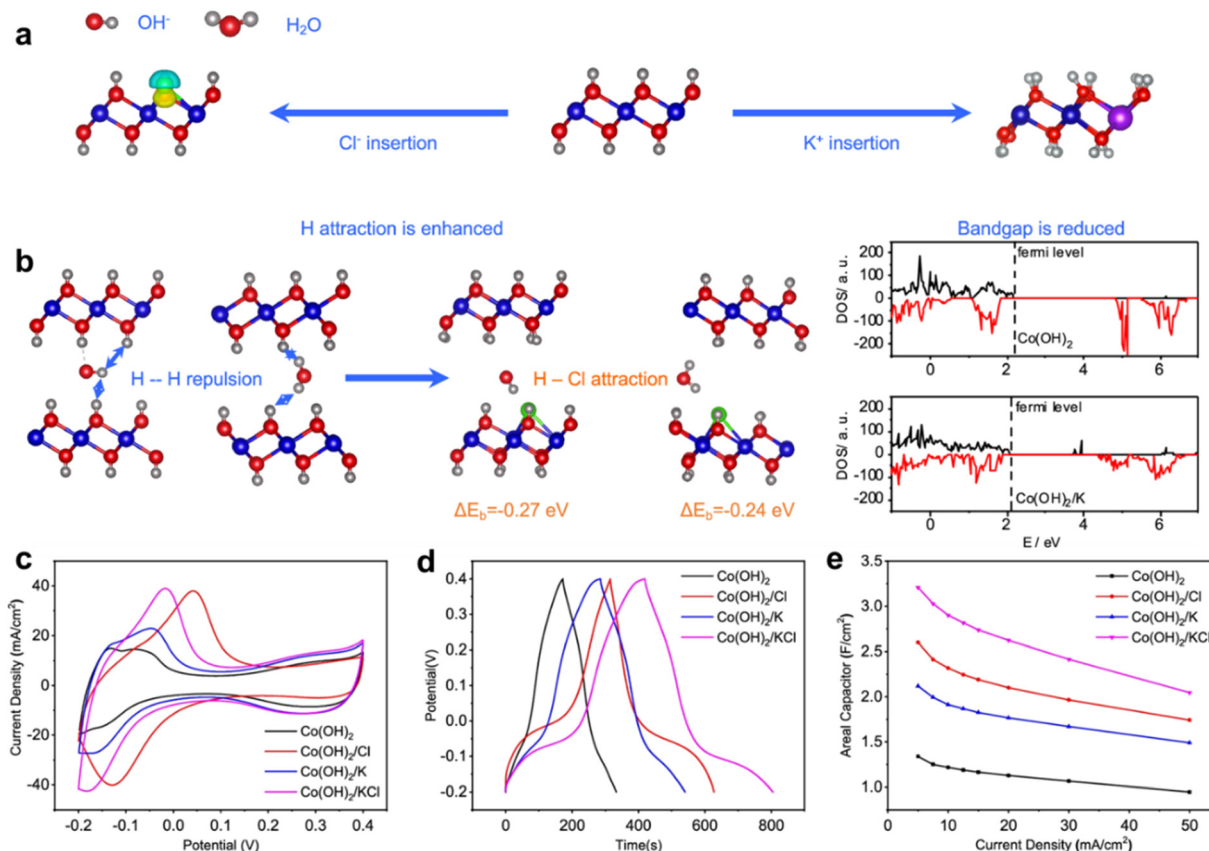 a
OH⁻
H₂O
Cl⁻ insertion
K⁺ insertion
H attraction is enhanced
Bandgap is reduced
b
H -- H repulsion
H – Cl attraction
ΔE_b=-0.27 eV
ΔE_b=-0.24 eV
DOS/ a. u.
200
100
0
-100
-200
fermi level
Co(OH)₂
DOS/ a. u.
200
100
0
-100
-200
fermi level
Co(OH)₂/K
0
2
4
6
E / eV
c
Current Density (mA/cm²)
40
20
0
-20
-40
Co(OH)₂
Co(OH)₂/Cl
Co(OH)₂/K
Co(OH)₂/KCl
-0.2 -0.1 0.0 0.1 0.2 0.3 0.4
Potential (V)
d
Potential(V)
0.4
0.3
0.2
0.1
0.0
-0.1
-0.2
Co(OH)₂
Co(OH)₂/Cl
Co(OH)₂/K
Co(OH)₂/KCl
0 200 400 600 800
Time(s)
e
Areal Capacitor (F/cm²)
3.5
3.0
2.5
2.0
1.5
1.0
Co(OH)₂
Co(OH)₂/Cl
Co(OH)₂/K
Co(OH)₂/KCl
0 10 20 30 40 50
Current Density (mA/cm²)